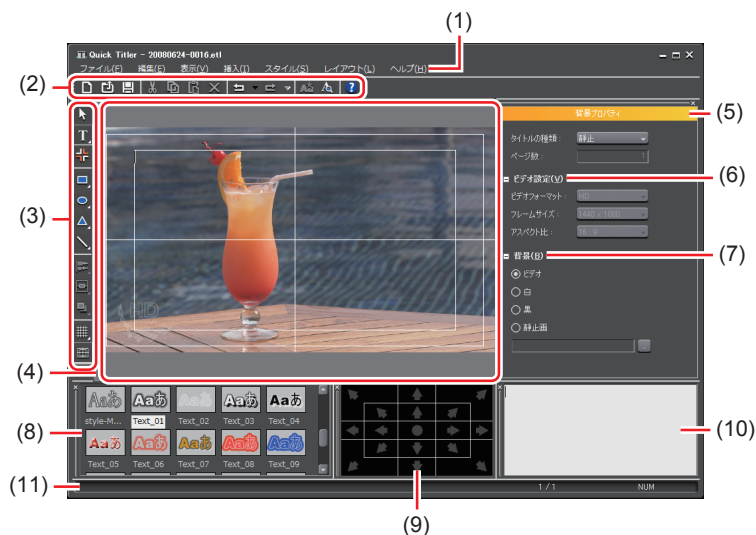 (1)
Quick Titler - 20080624-0016.etl
ファイル(F) 編集(E) 表示(V) 挿入(I) スタイル(S) レイアウト(L) ヘルプ(H)
(2)
背景プロパティ
(5)
タイトルの種類: 静止
ページ数: 1
(6)
ビデオ設定(V)
ビデオフォーマット: HD
フレームサイズ: 1440 x 1080
アスペクト比: 16:9
(3)
(7)
背景(B)
ビデオ
白
黒
静止画
HD
(4)
Aaあ Aaあ Aaあ Aaあ Aaあ
style-M... Text_01 Text_02 Text_03 Text_04
(8)
(10)
Aaあ Aaあ Aaあ Aaあ Aaあ
Text_05 Text_06 Text_07 Text_08 Text_09
(11)
1/1 NUM
(9)